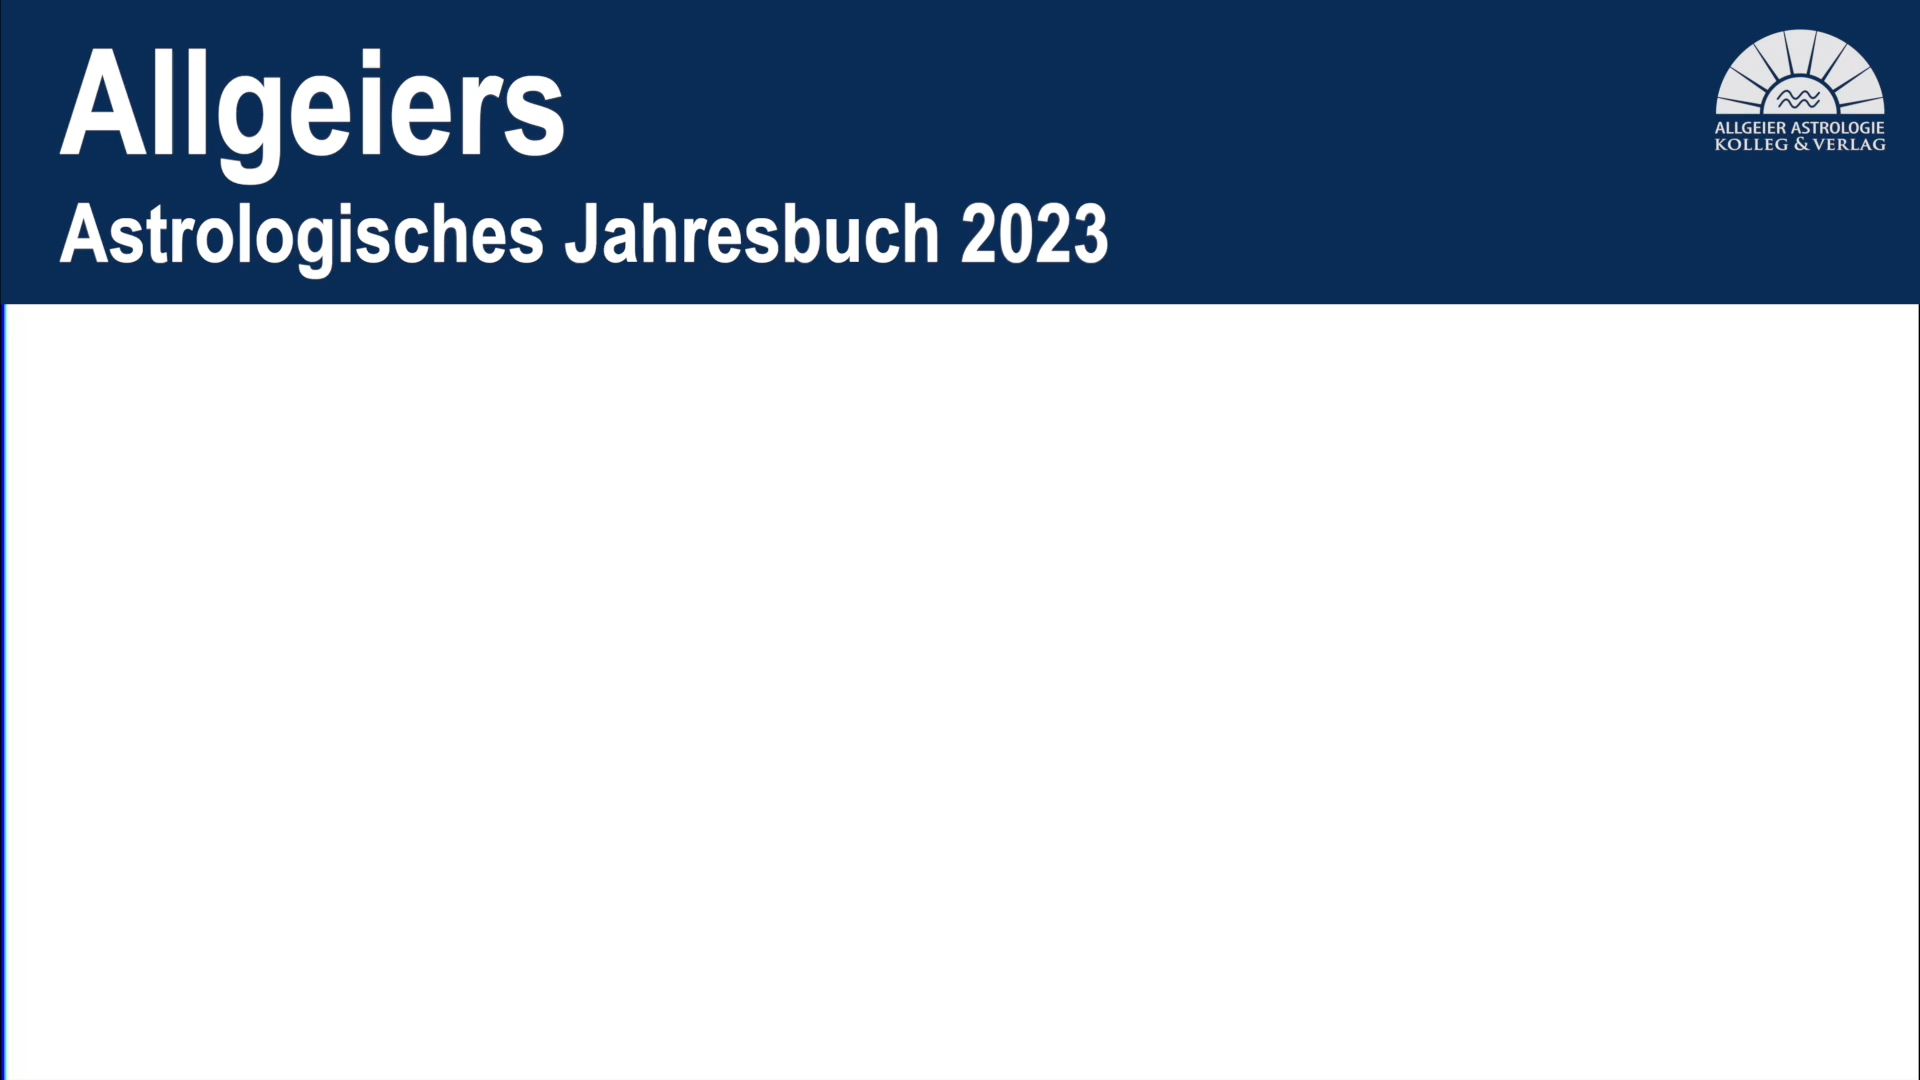 Allgeiers
Astrologisches Jahresbuch 2023
ALLGEIER ASTROLOGIE
KOLLEG & VERLAG